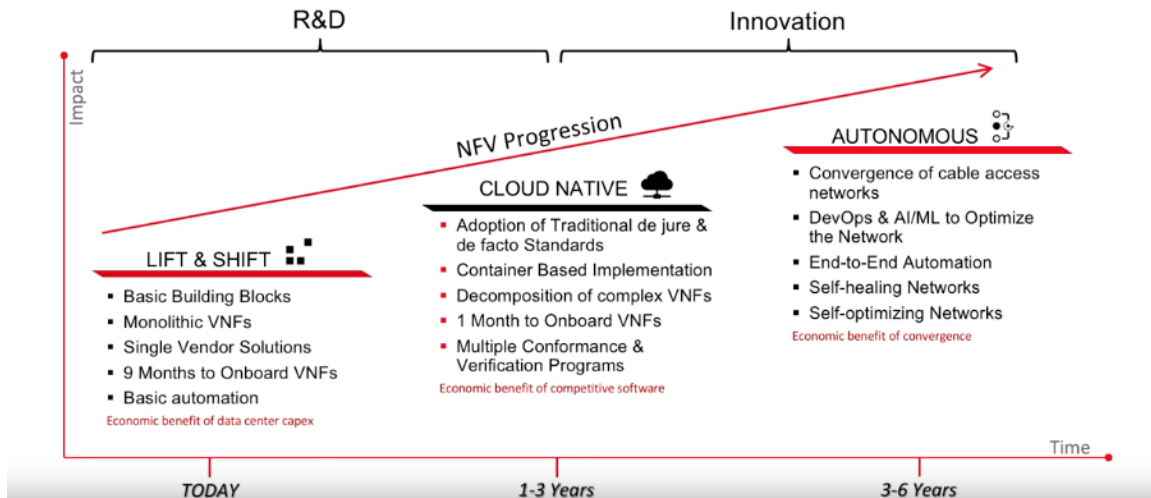 R&D
Innovation
Impact
NFV Progression
AUTONOMOUS
Convergence of cable access
networks
DevOps & AI/ML to Optimize
the Network
End-to-End Automation
Self-healing Networks
Self-optimizing Networks
Economic benefit of convergence
CLOUD NATIVE
Adoption of Traditional de jure &
de facto Standards
Container Based Implementation
Decomposition of complex VNFs
1 Month to Onboard VNFs
Multiple Conformance &
Verification Programs
Economic benefit of competitive software
LIFT & SHIFT
Basic Building Blocks
Monolithic VNFs
Single Vendor Solutions
9 Months to Onboard VNFs
Basic automation
Economic benefit of data center capex
Time
TODAY
1-3 Years
3-6 Years